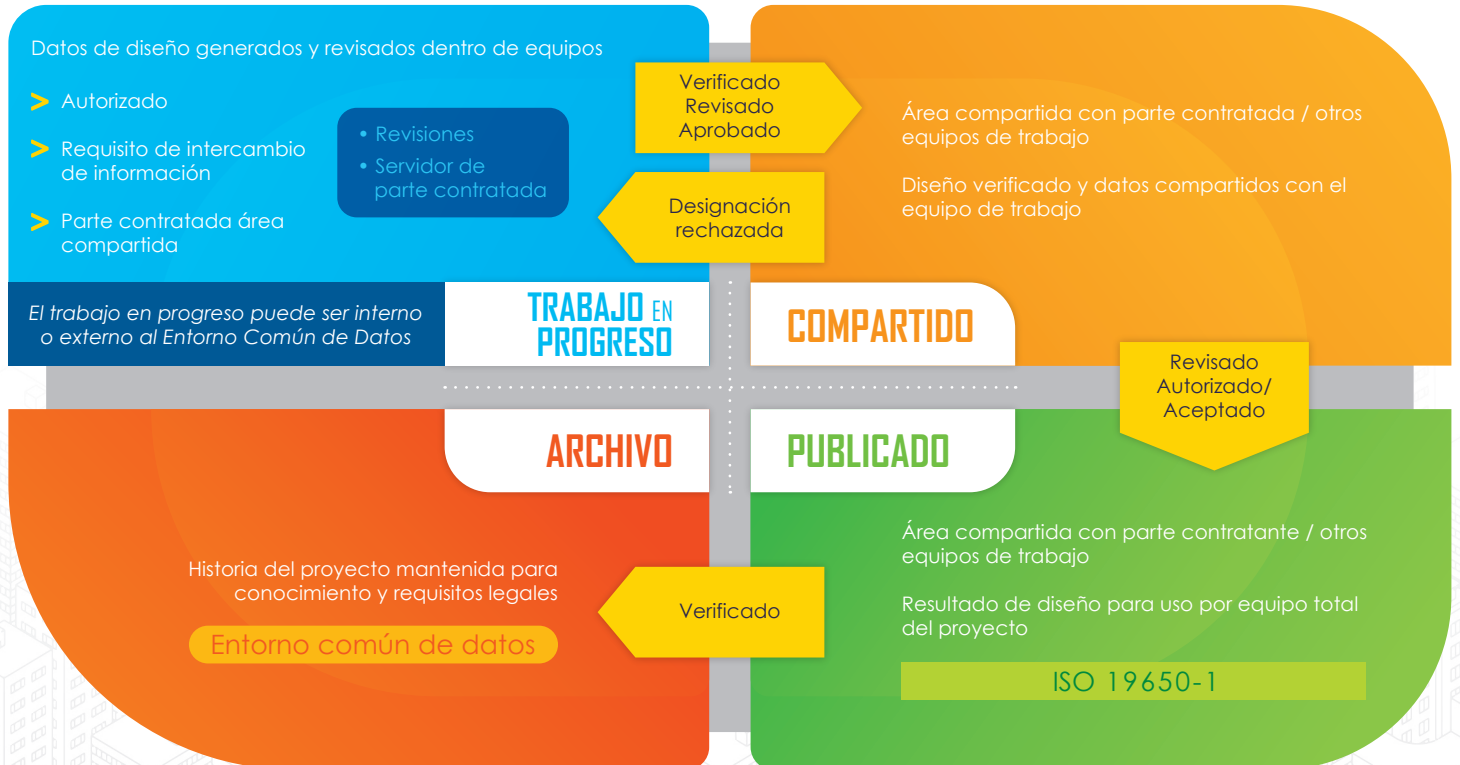 Datos de diseño generados y revisados dentro de equipos
> Autorizado
> Requisito de intercambio
de información
> Parte contratada área
compartida
• Revisiones
• Servidor de
parte contratada
El trabajo en progreso puede ser interno
o externo al Entorno Común de Datos
TRABAJO EN
PROGRESO
Verificado
Revisado
Aprobado
Designación
rechazada
Área compartida con parte contratada / otros
equipos de trabajo
Diseño verificado y datos compartidos con el
equipo de trabajo
COMPARTIDO
Revisado
Autorizado/
Aceptado
ARCHIVO
Historia del proyecto mantenida para
conocimiento y requisitos legales
Entorno común de datos
Verificado
PUBLICADO
Área compartida con parte contratante / otros
equipos de trabajo
Resultado de diseño para uso por equipo total
del proyecto
ISO 19650-1